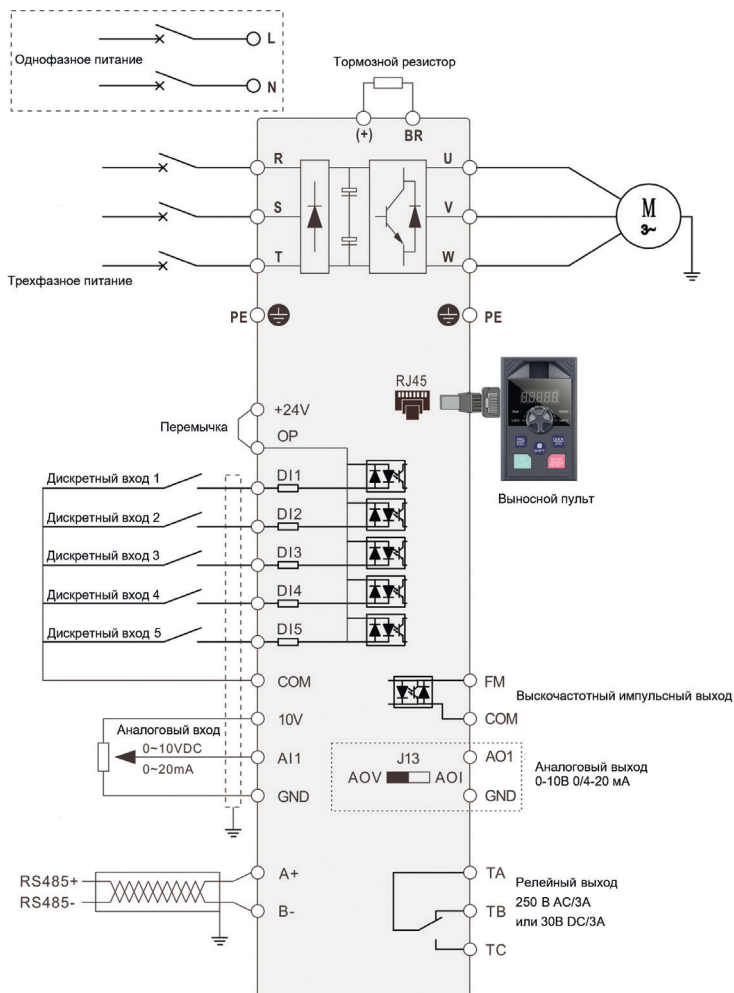 Однофазное питание
L
N
Тормозной резистор
(+) BR
R
S
T
U
V
W
M
3~
Трехфазное питание
PE
PE
RJ45
Выносной пульт
Перемычка
+24V
OP
Дискретный вход 1
DI1
Дискретный вход 2
DI2
Дискретный вход 3
DI3
Дискретный вход 4
DI4
Дискретный вход 5
DI5
COM
FM
COM
Выскочастотный импульсный выход
10V
Аналоговый вход
0~10VDC
0~20mA
AI1
GND
J13
AOV AOI
AO1
GND
Аналоговый выход
0-10В 0/4-20 мА
RS485+
RS485-
A+
B-
TA
TB
TC
Релейный выход
250 В AC/3A
или 30В DC/3A